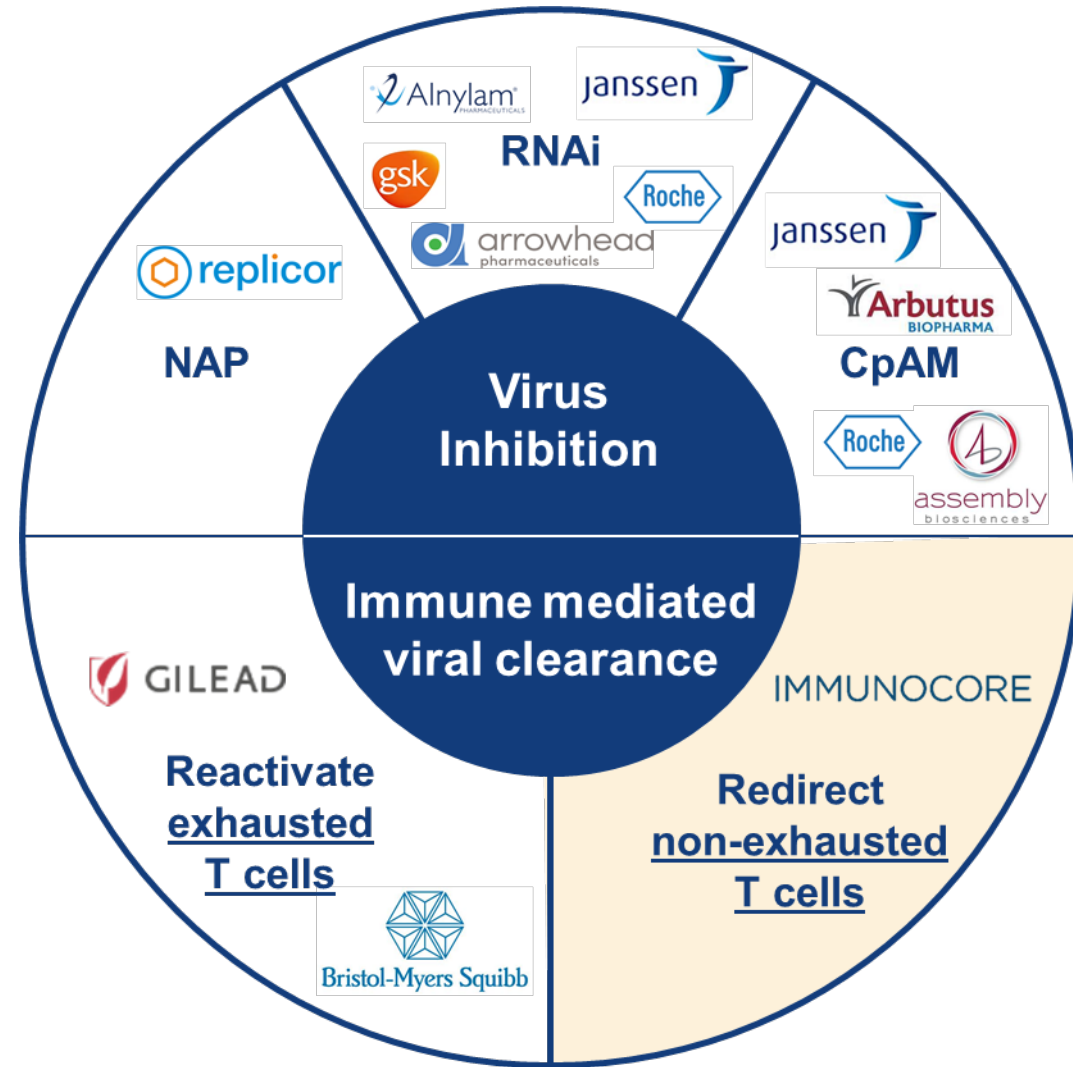 Alnylam®
PHARMACEUTICALS
janssen
RNAi
gsk
Roche
arrowhead
pharmaceuticals
replicor
NAP
janssen
Arbutus
BIOPHARMA
CpAM
Roche
assembly
biosciences
Virus
Inhibition
Immune mediated
viral clearance
GILEAD
Reactivate
exhausted
T cells
Bristol-Myers Squibb
IMMUNOCORE
Redirect
non-exhausted
T cells